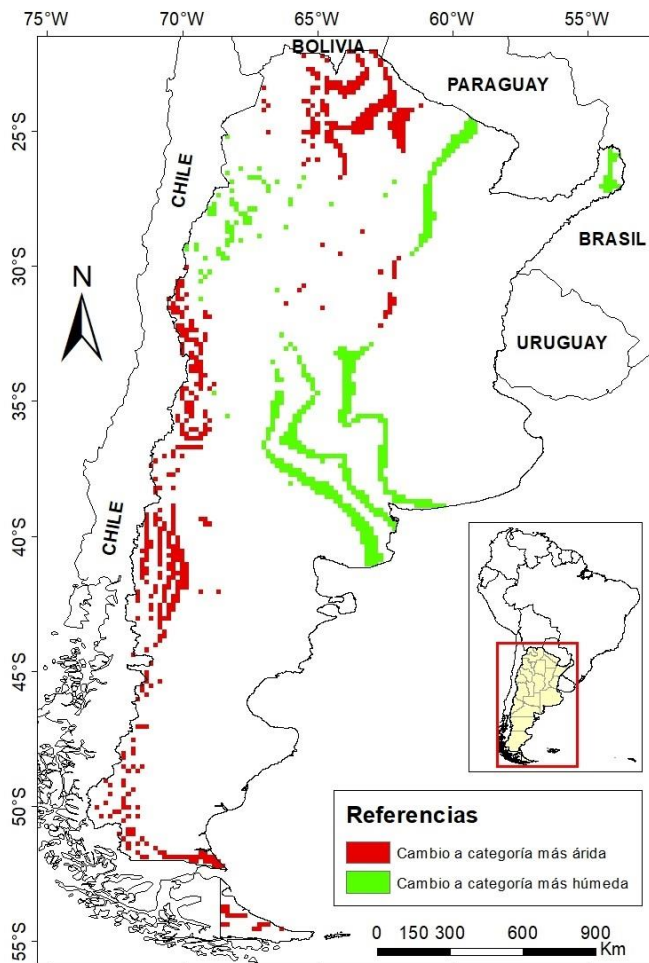 75°W 70°W 65°W 60°W 55°W
BOLIVIA
PARAGUAY
25°S
CHILE
BRASIL
30°S
N
URUGUAY
35°S
CHILE
40°S
45°S
50°S
Referencias
Cambio a categoría más árida
Cambio a categoría más húmeda
55°S
0 150 300 600 900
Km